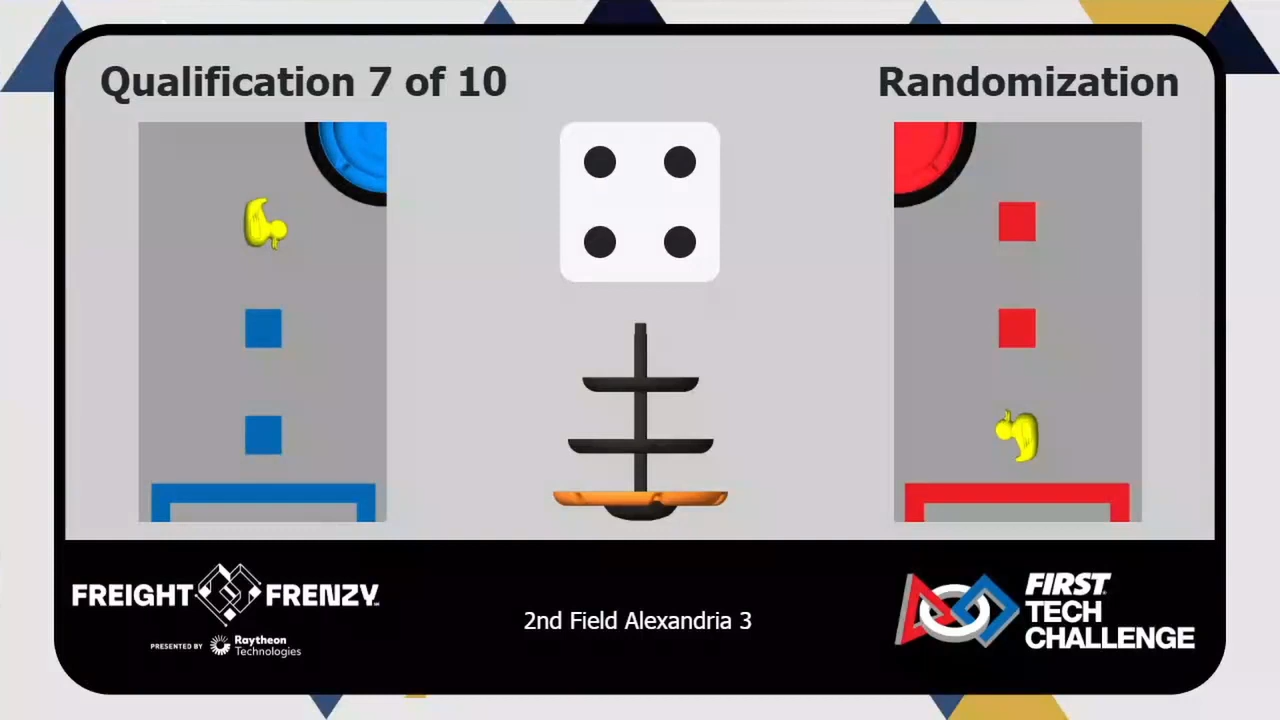 Qualification 7 of 10
Randomization
FREIGHT FRENZY
PRESENTED BY Raytheon Technologies
2nd Field Alexandria 3
FIRST
TECH
CHALLENGE